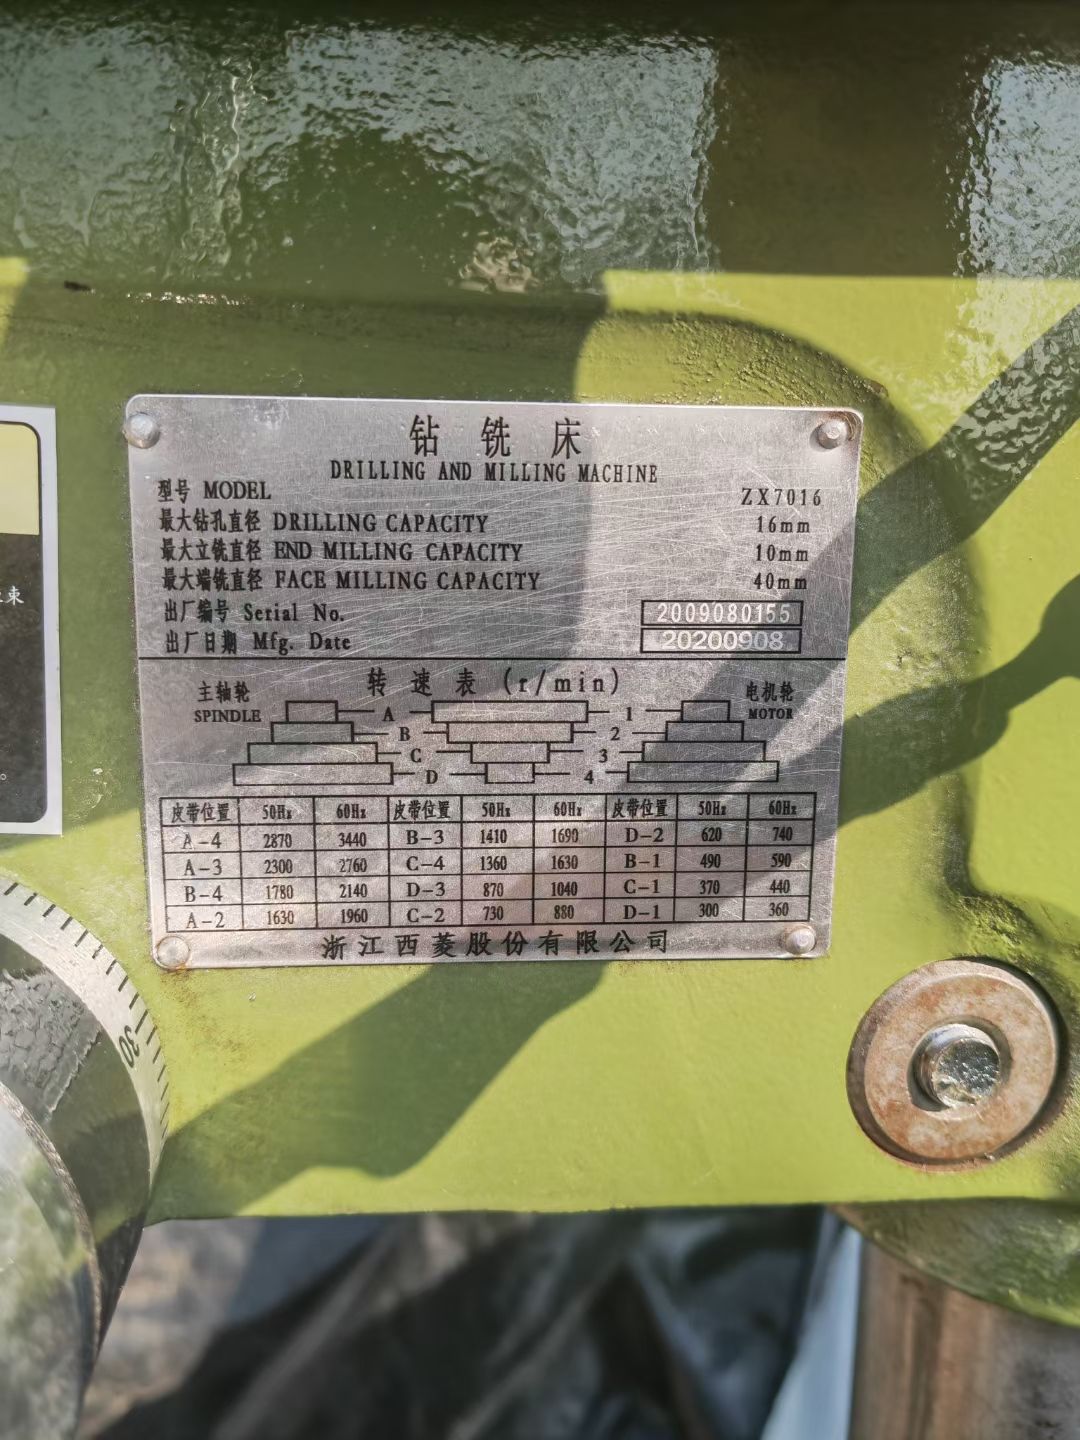 钻铣床
DRILLING AND MILLING MACHINE
型号 MODEL ZX7016
最大钻孔直径 DRILLING CAPACITY 16mm
最大立铣直径 END MILLING CAPACITY 10mm
最大端铣直径 FACE MILLING CAPACITY 40mm
出厂编号 Serial No. 2009080155
出厂日期 Mfg. Date 20200908
转速表 (r/min)
主轴轮 电机轮
SPINDLE MOTOR
A 1
B 2
C 3
D 4
皮带位置 50Hz 60Hz 皮带位置 50Hz 60Hz 皮带位置 50Hz 60Hz
A-4 2870 3440 B-3 1410 1690 D-2 620 740
A-3 2300 2760 C-4 1360 1630 B-1 490 590
B-4 1780 2140 D-3 870 1040 C-1 370 440
A-2 1630 1960 C-2 730 880 D-1 300 360
浙江西菱股份有限公司
束
。
30